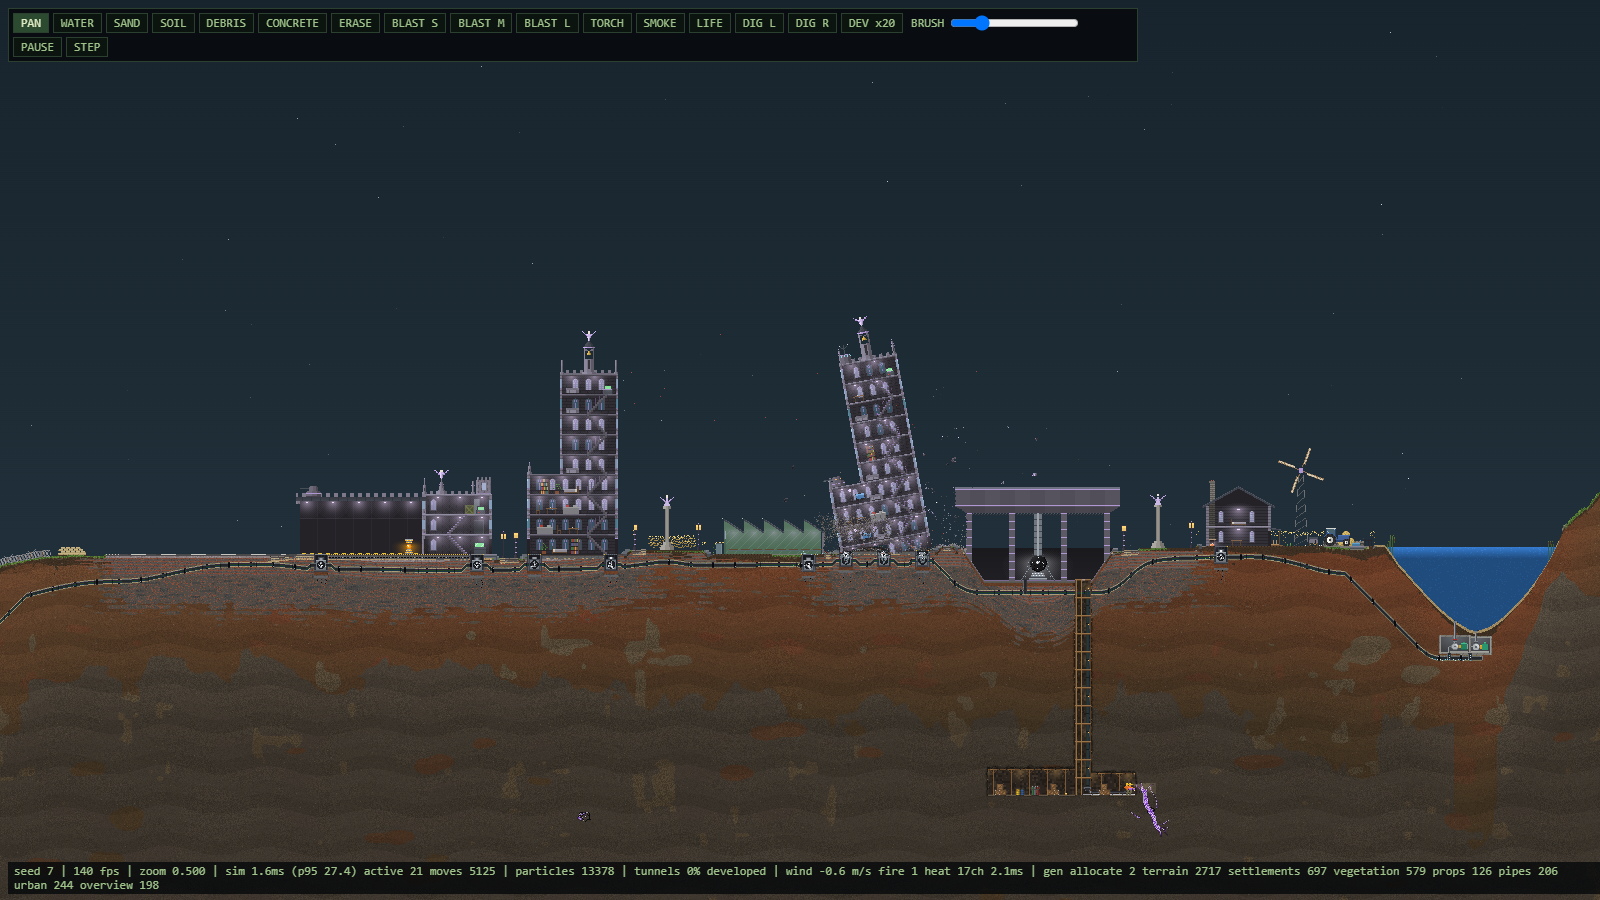 PAN WATER SAND SOIL DEBRIS CONCRETE ERASE BLAST S BLAST M BLAST L TORCH SMOKE LIFE DIG L DIG R DEV x20 BRUSH
PAUSE STEP
seed 7 | 140 fps | zoom 0.500 | sim 1.6ms (p95 27.4) active 21 moves 5125 | particles 13378 | tunnels 0% developed | wind -0.6 m/s fire 1 heat 17ch 2.1ms | gen allocate 2 terrain 2717 settlements 697 vegetation 579 props 126 pipes 206
urban 244 overview 198